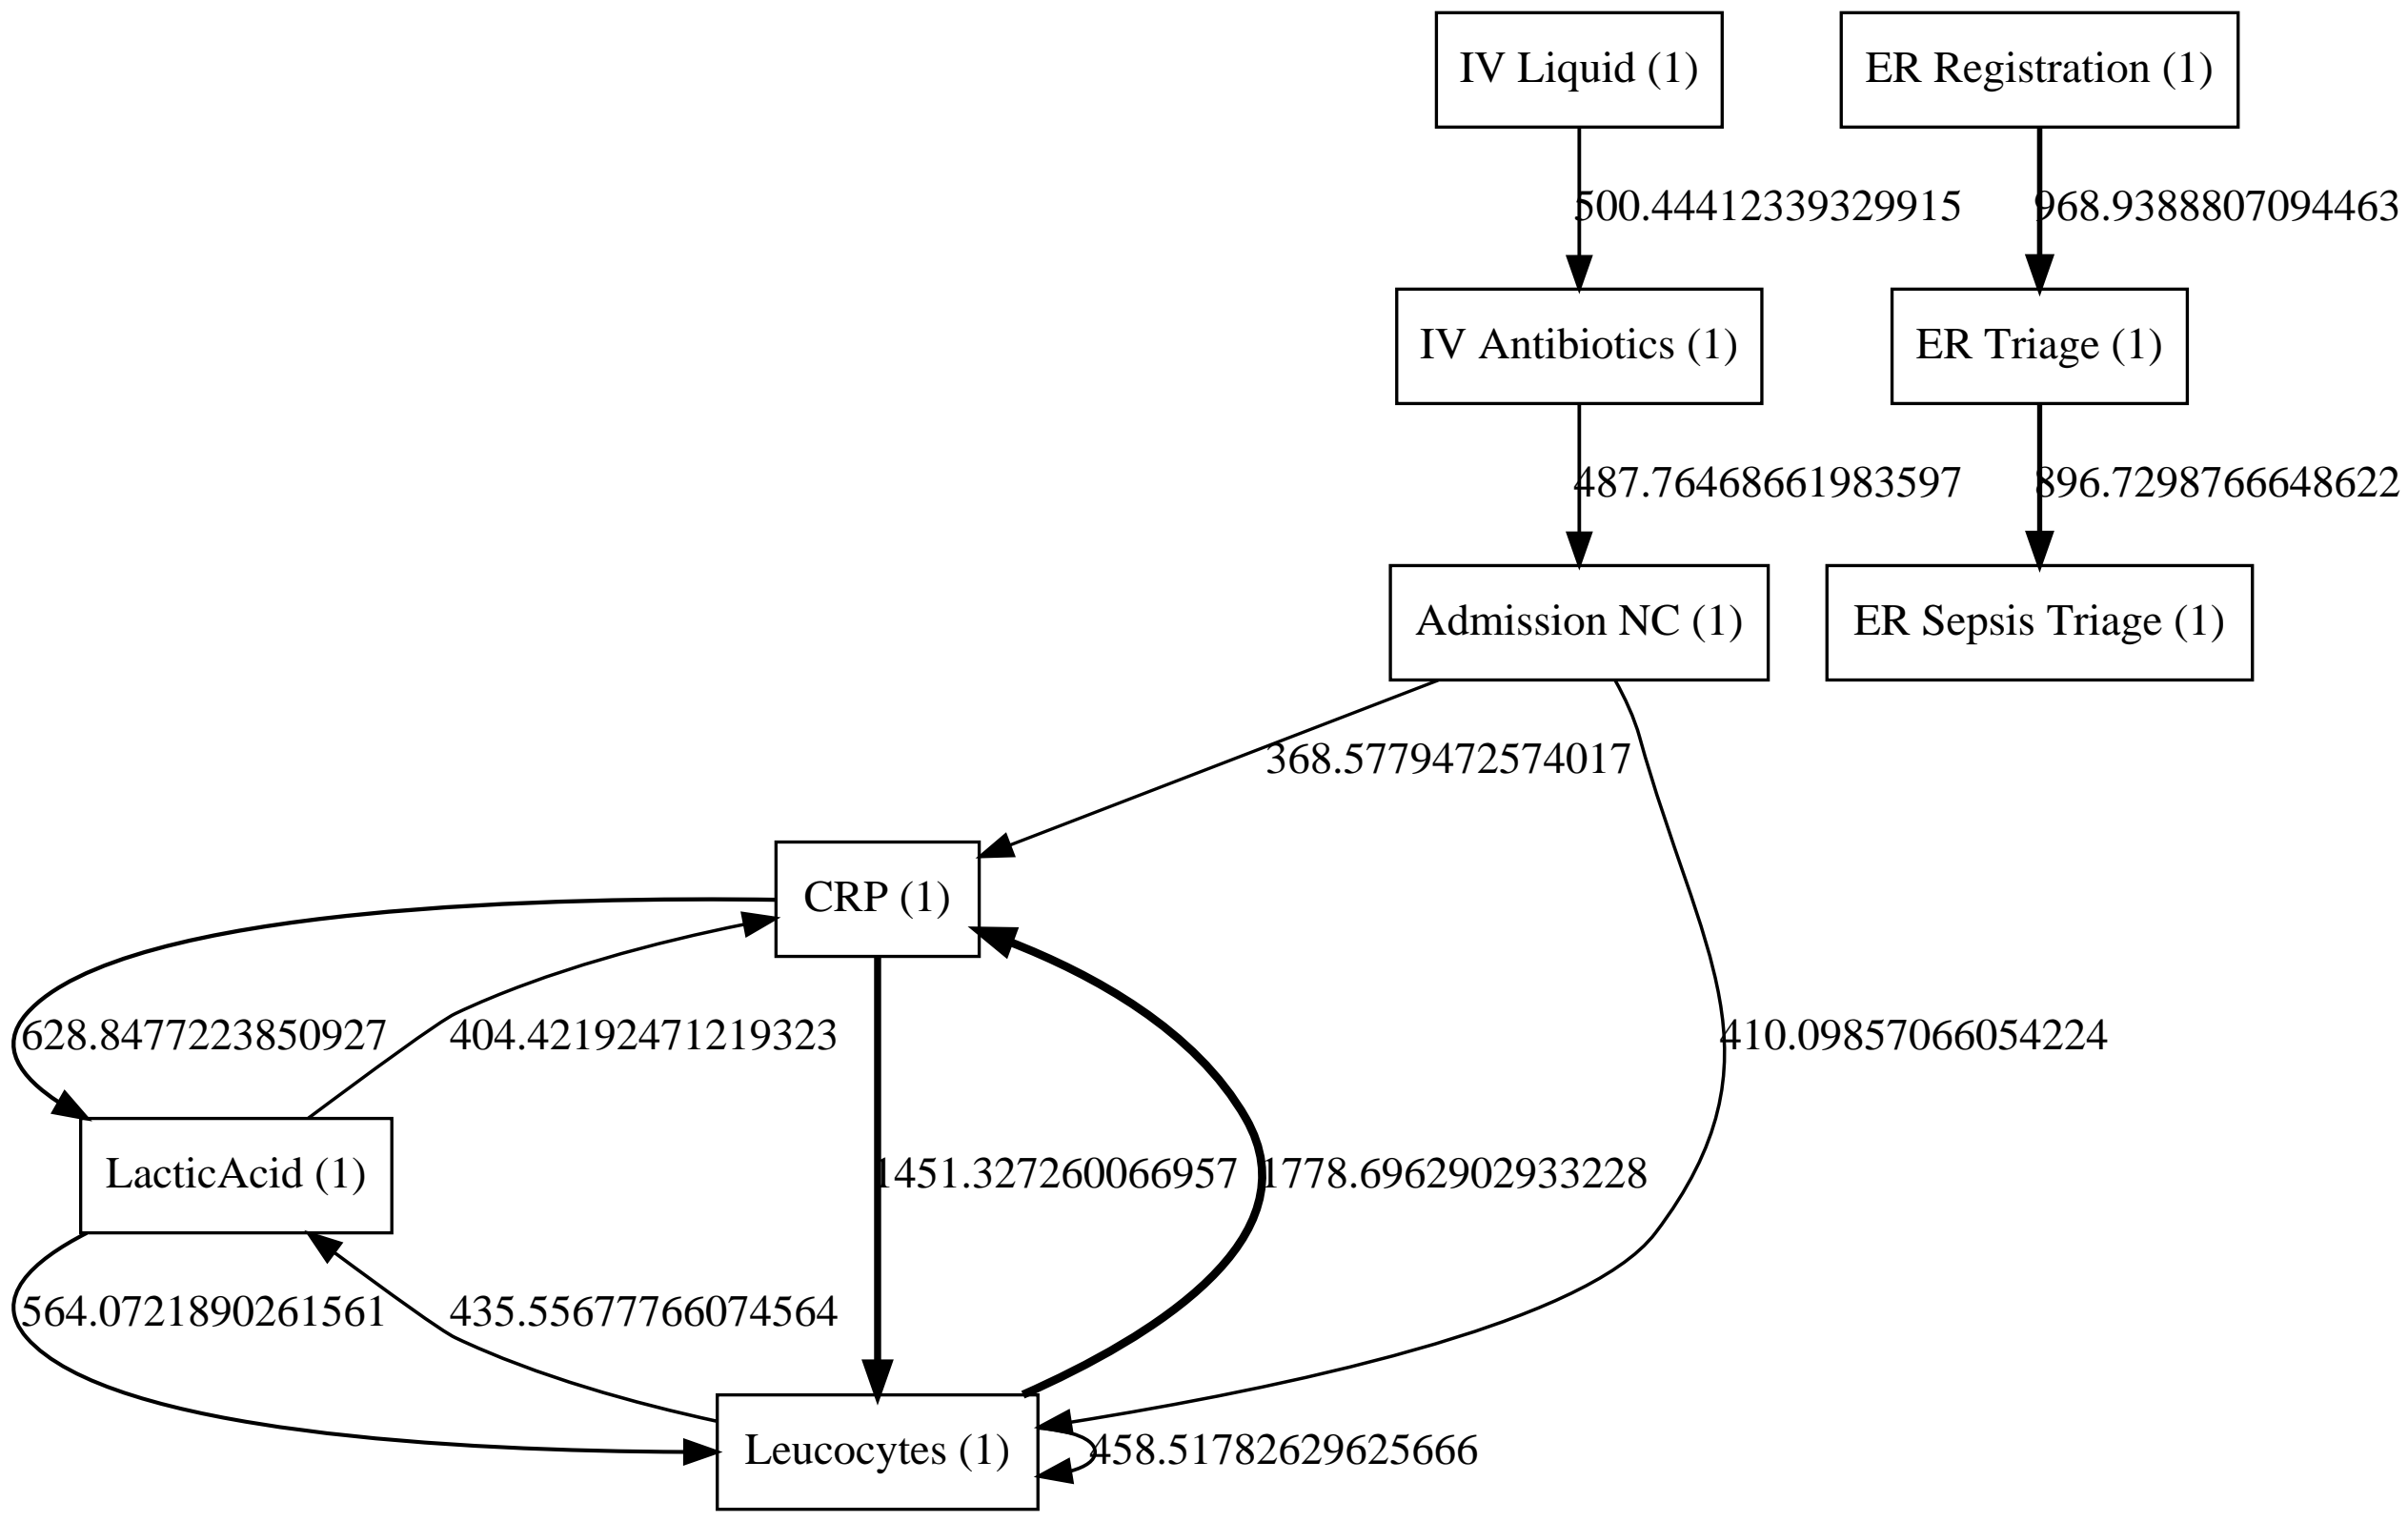 IV Liquid (1)
ER Registration (1)
500.44412339329915
968.9388807094463
IV Antibiotics (1)
ER Triage (1)
487.76468661983597
896.7298766648622
Admission NC (1)
ER Sepsis Triage (1)
368.5779472574017
CRP (1)
628.8477223850927
404.42192471219323
410.09857066054224
LacticAcid (1)
1451.327260066957
1778.6962902933228
564.0721890261561
435.55677766074564
Leucocytes (1)
458.51782629625666